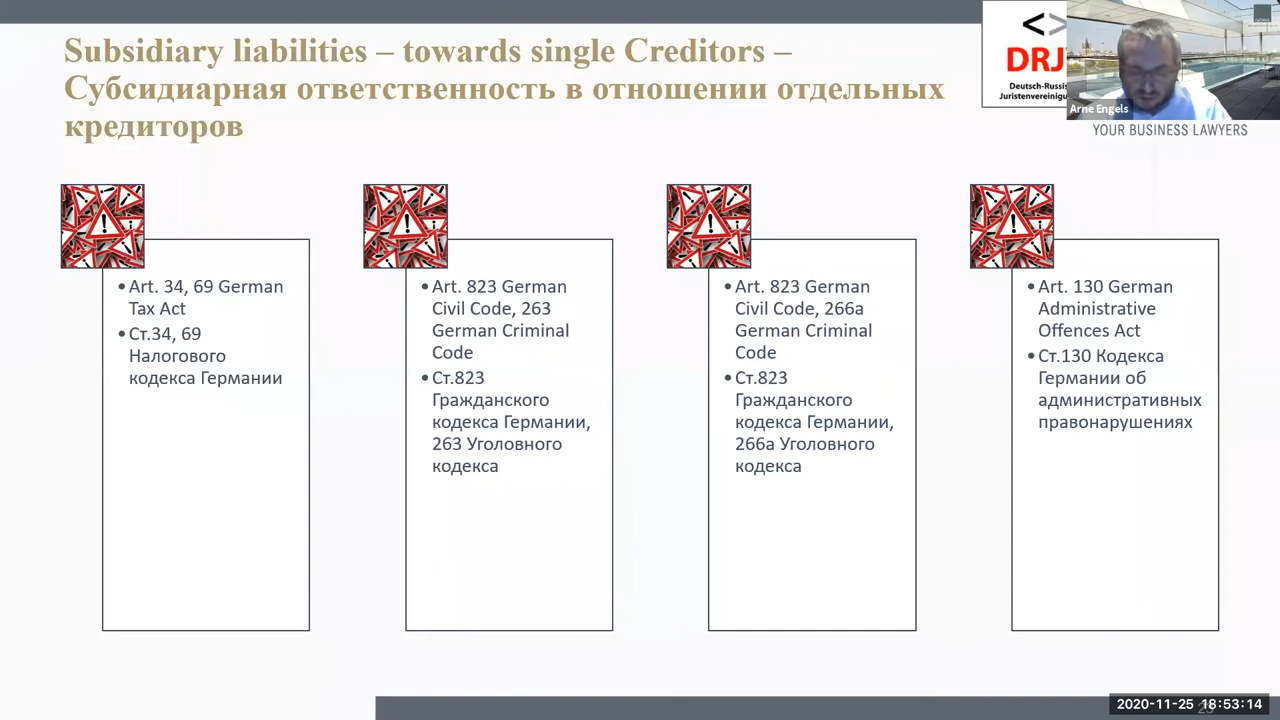 Subsidiary liabilities – towards single Creditors –
Субсидиарная ответственность в отношении отдельных
кредиторов
DRJ
Deutsch-Russis
Juristenvereinigu
Arne Engels
YOUR BUSINESS LAWYERS
•Art. 34, 69 German
Tax Act
•Ст.34, 69
Налогового
кодекса Германии
•Art. 823 German
Civil Code, 263
German Criminal
Code
•Ст.823
Гражданского
кодекса Германии,
263 Уголовного
кодекса
•Art. 823 German
Civil Code, 266a
German Criminal
Code
•Ст.823
Гражданского
кодекса Германии,
266а Уголовного
кодекса
•Art. 130 German
Administrative
Offences Act
•Ст.130 Кодекса
Германии об
административных
правонарушениях
2020-11-25 18:53:14